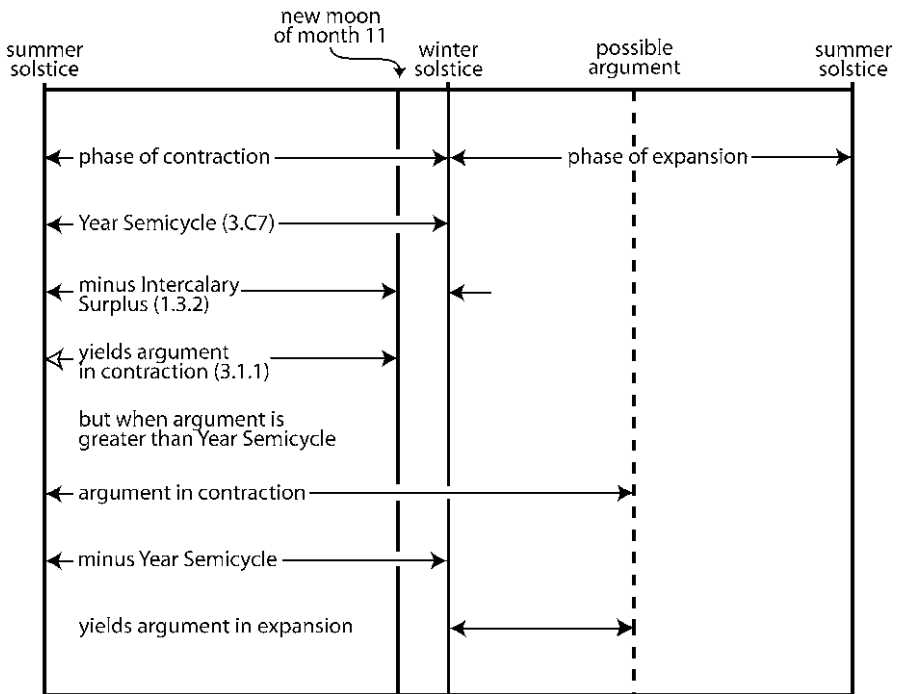 new moon
of month 11
summer
solstice
winter
solstice
possible
argument
summer
solstice
phase of contraction
phase of expansion
Year Semicycle (3.C7)
minus Intercalary
Surplus (1.3.2)
yields argument
in contraction (3.1.1)
but when argument is
greater than Year Semicycle
argument in contraction
minus Year Semicycle
yields argument in expansion